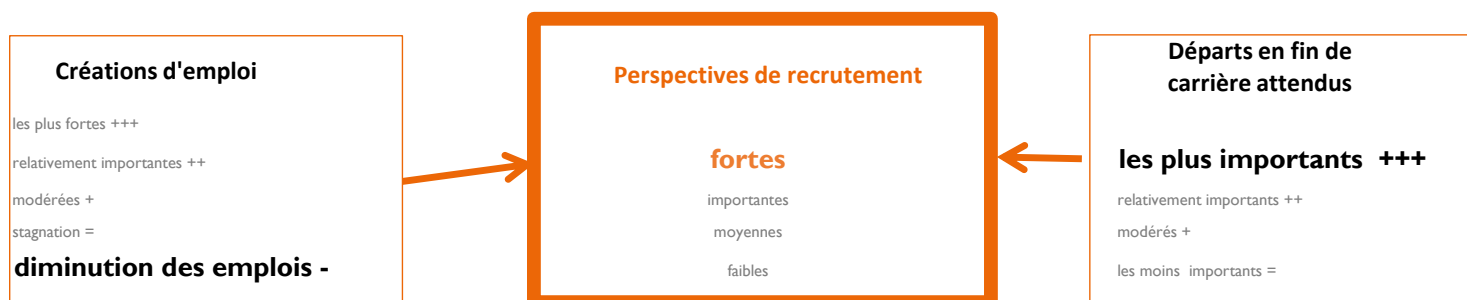 Créations d'emploi
les plus fortes +++
relativement importantes ++
modérées +
stagnation =
diminution des emplois -
Perspectives de recrutement
fortes
importantes
moyennes
faibles
Départs en fin de
carrière attendus
les plus importants +++
relativement importants ++
modérés +
les moins importants =